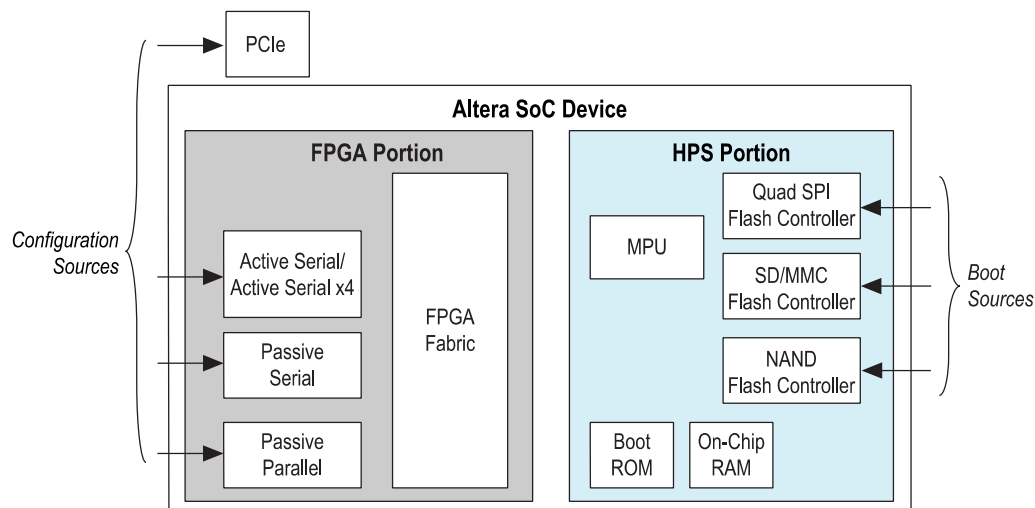 PCIe
Altera SoC Device
FPGA Portion
HPS Portion
Configuration
Sources
Active Serial/
Active Serial x4
Passive
Serial
Passive
Parallel
FPGA
Fabric
MPU
Quad SPI
Flash Controller
SD/MMC
Flash Controller
NAND
Flash Controller
Boot
ROM
On-Chip
RAM
Boot
Sources